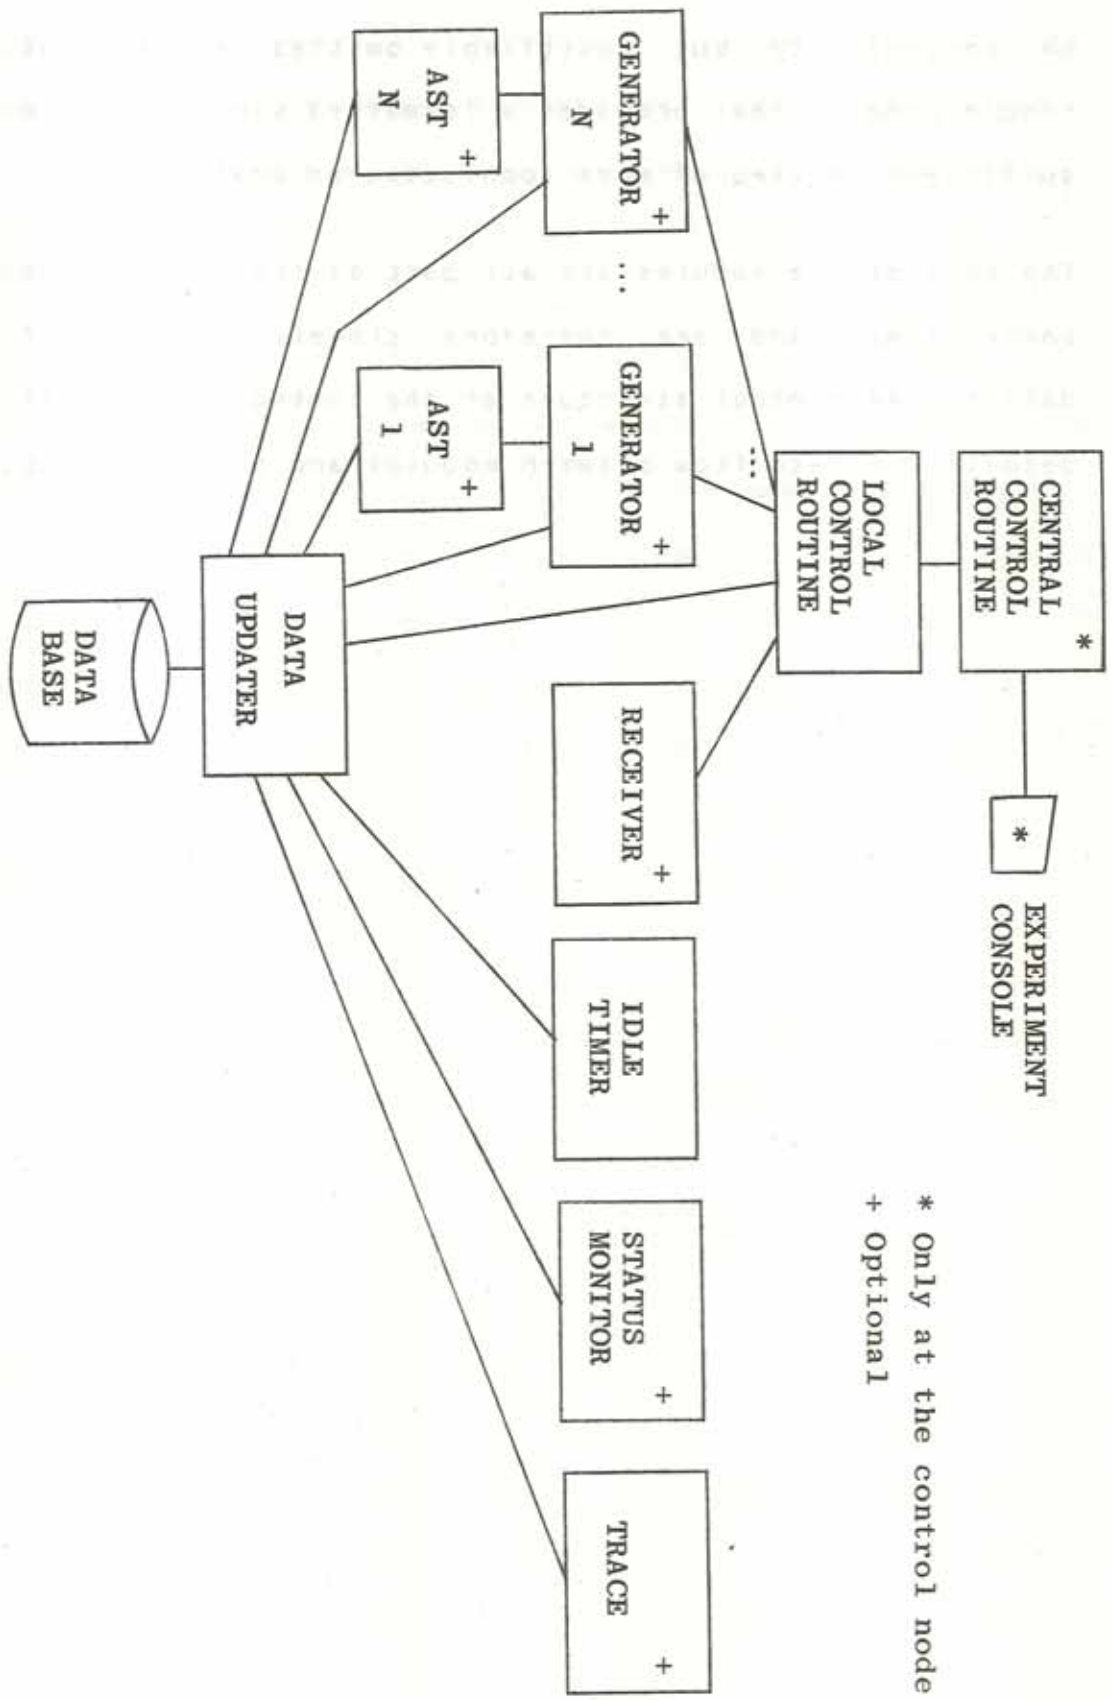 CENTRAL
CONTROL
ROUTINE
*
*
EXPERIMENT
CONSOLE
* Only at the control node
+ Optional
LOCAL
CONTROL
ROUTINE
...
GENERATOR
N
+
...
GENERATOR
1
+
RECEIVER
+
IDLE
TIMER
STATUS
MONITOR
+
TRACE
+
AST
N
+
AST
1
+
DATA
UPDATER
DATA
BASE